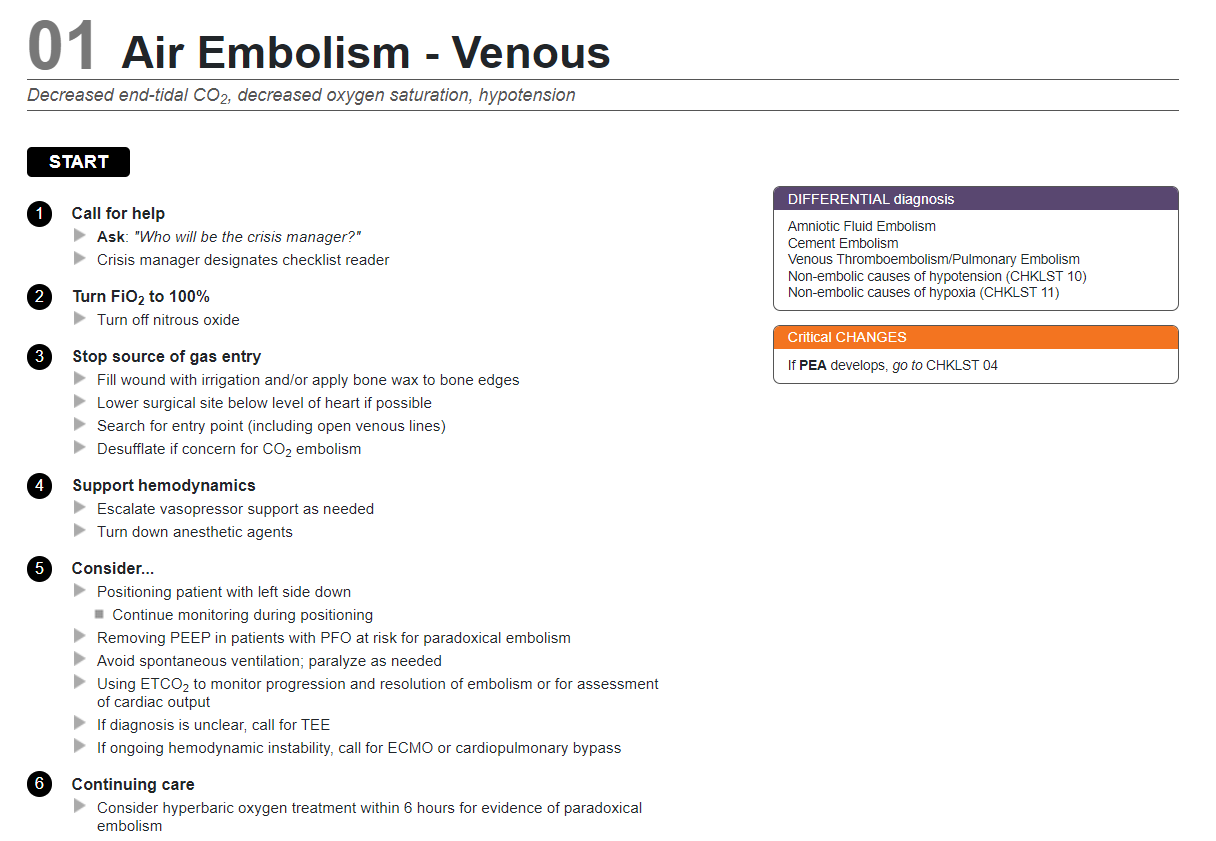 01 Air Embolism - Venous
Decreased end-tidal CO₂, decreased oxygen saturation, hypotension
START
1 Call for help
Ask: "Who will be the crisis manager?"
Crisis manager designates checklist reader
2 Turn FiO₂ to 100%
Turn off nitrous oxide
3 Stop source of gas entry
Fill wound with irrigation and/or apply bone wax to bone edges
Lower surgical site below level of heart if possible
Search for entry point (including open venous lines)
Desufflate if concern for CO₂ embolism
4 Support hemodynamics
Escalate vasopressor support as needed
Turn down anesthetic agents
5 Consider...
Positioning patient with left side down
Continue monitoring during positioning
Removing PEEP in patients with PFO at risk for paradoxical embolism
Avoid spontaneous ventilation; paralyze as needed
Using ETCO₂ to monitor progression and resolution of embolism or for assessment
of cardiac output
If diagnosis is unclear, call for TEE
If ongoing hemodynamic instability, call for ECMO or cardiopulmonary bypass
6 Continuing care
Consider hyperbaric oxygen treatment within 6 hours for evidence of paradoxical
embolism
DIFFERENTIAL diagnosis
Amniotic Fluid Embolism
Cement Embolism
Venous Thromboembolism/Pulmonary Embolism
Non-embolic causes of hypotension (CHKLST 10)
Non-embolic causes of hypoxia (CHKLST 11)
Critical CHANGES
If PEA develops, go to CHKLST 04